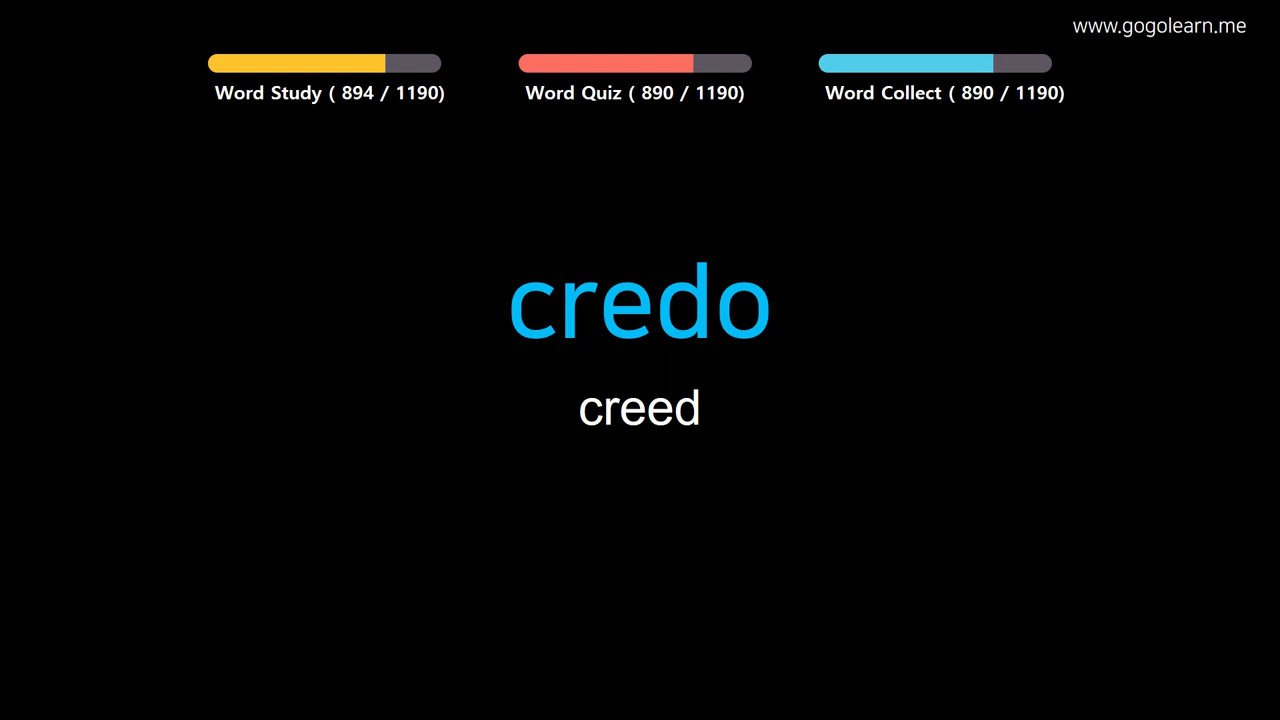 www.gogolearn.me
Word Study ( 894 / 1190)
Word Quiz ( 890 / 1190)
Word Collect ( 890 / 1190)
credo
creed